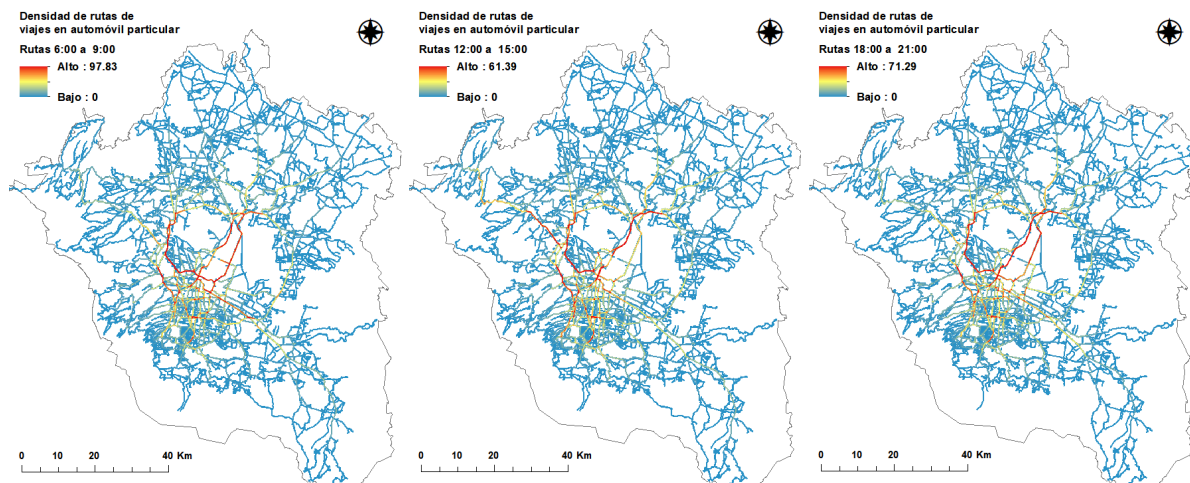 Densidad de rutas de
viajes en automóvil particular
Rutas 6:00 a 9:00
Alto : 97.83
Bajo : 0
0 10 20 40 Km
Densidad de rutas de
viajes en automóvil particular
Rutas 12:00 a 15:00
Alto : 61.39
Bajo : 0
0 10 20 40 Km
Densidad de rutas de
viajes en automóvil particular
Rutas 18:00 a 21:00
Alto : 71.29
Bajo : 0
0 10 20 40 Km